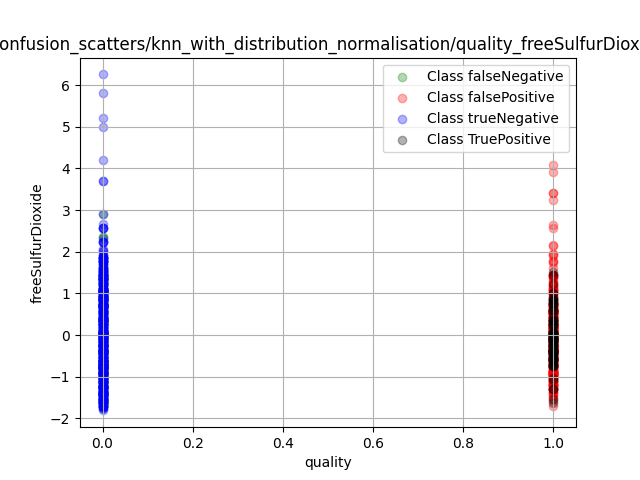 onfusion_scatters/knn_with_distribution_normalisation/quality_freeSulfurDiox
Class falseNegative
Class falsePositive
Class trueNegative
Class TruePositive
6
5
4
3
2
1
0
−1
−2
freeSulfurDioxide
0.0 0.2 0.4 0.6 0.8 1.0
quality